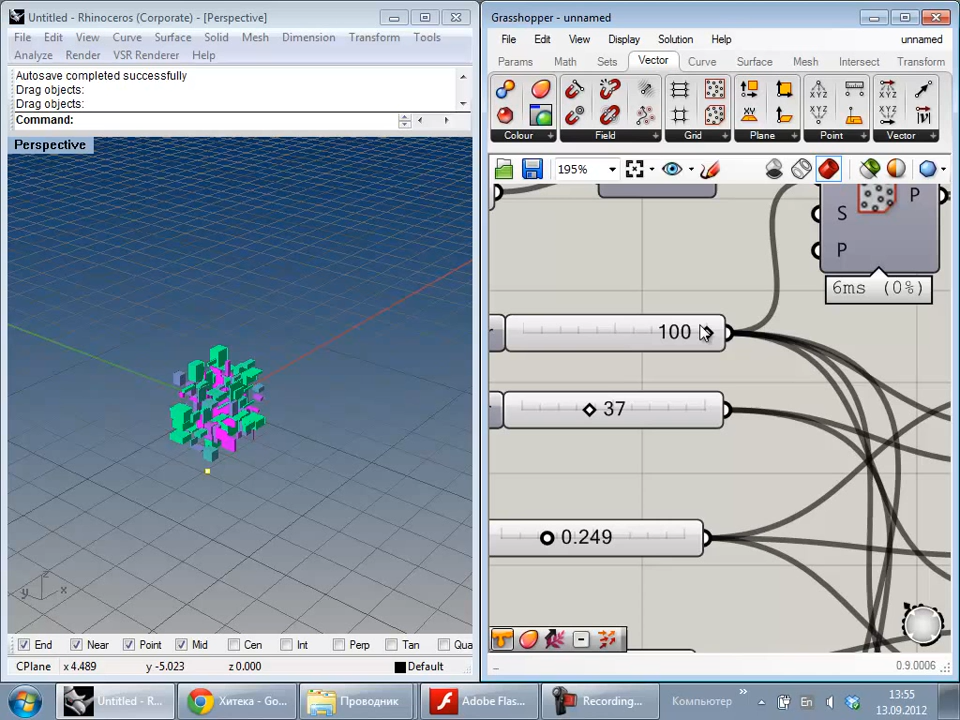 Untitled - Rhinoceros (Corporate) - [Perspective]
File Edit View Curve Surface Solid Mesh Dimension Transform Tools
Analyze Render VSR Renderer Help
Autosave completed successfully
Drag objects:
Drag objects:
Command:
Perspective
z
y x
End Near Point Mid Cen Int Perp Tan Qua
CPlane x 4.489 y -5.023 z 0.000 Default
Grasshopper - unnamed
File Edit View Display Solution Help unnamed
Params Math Sets Vector Curve Surface Mesh Intersect Transform
XYZ XYZ
XY XYZ
Colour Field Grid Plane Point Vector
195%
P
S
P
6ms (0%)
100
37
0.249
0.9.0006
Untitled - R... Хитека - Go... Проводник Adobe Flas... Recording... Компьютер » En 13:55
13.09.2012